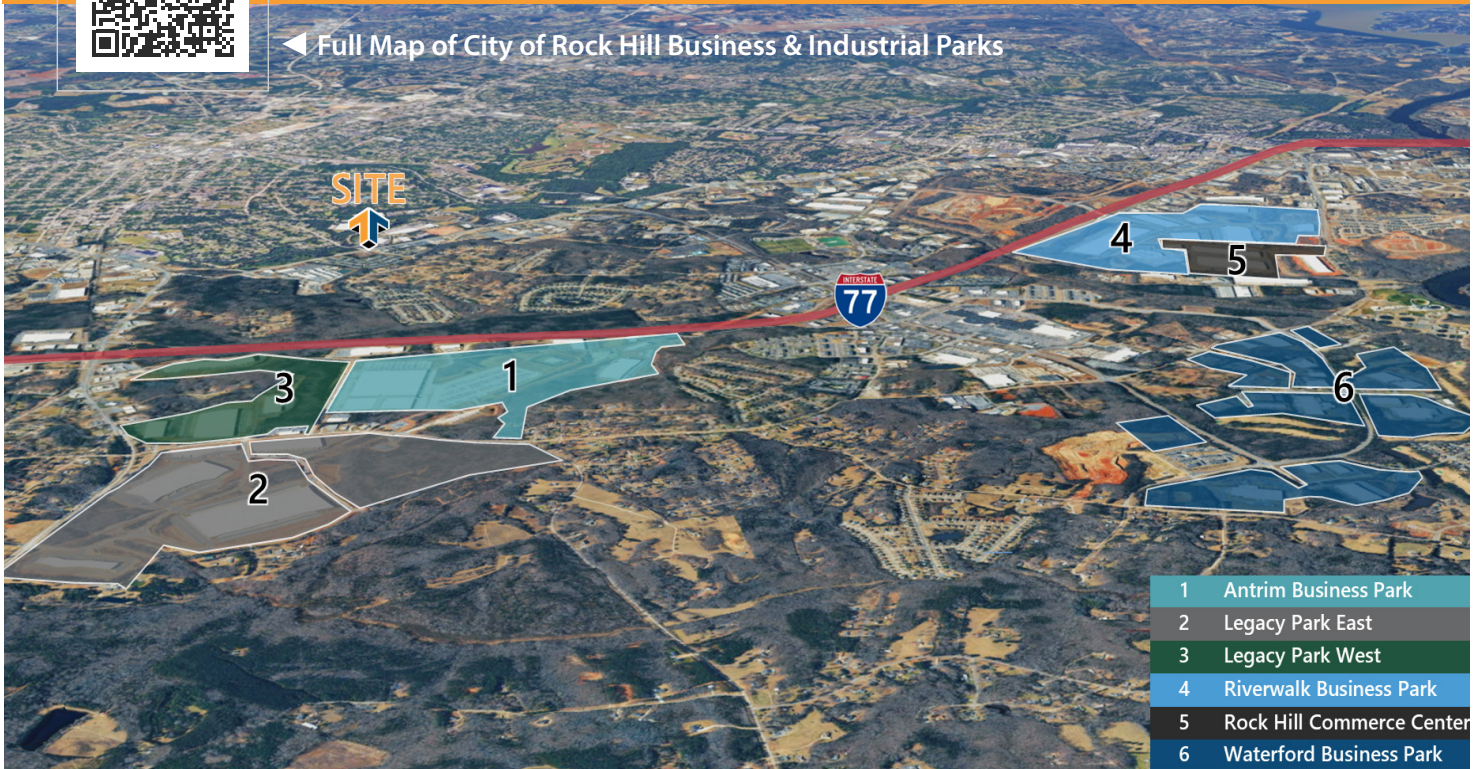 Full Map of City of Rock Hill Business & Industrial Parks
SITE
INTERSTATE
77
4
5
6
1
3
2
1 Antrim Business Park
2 Legacy Park East
3 Legacy Park West
4 Riverwalk Business Park
5 Rock Hill Commerce Center
6 Waterford Business Park